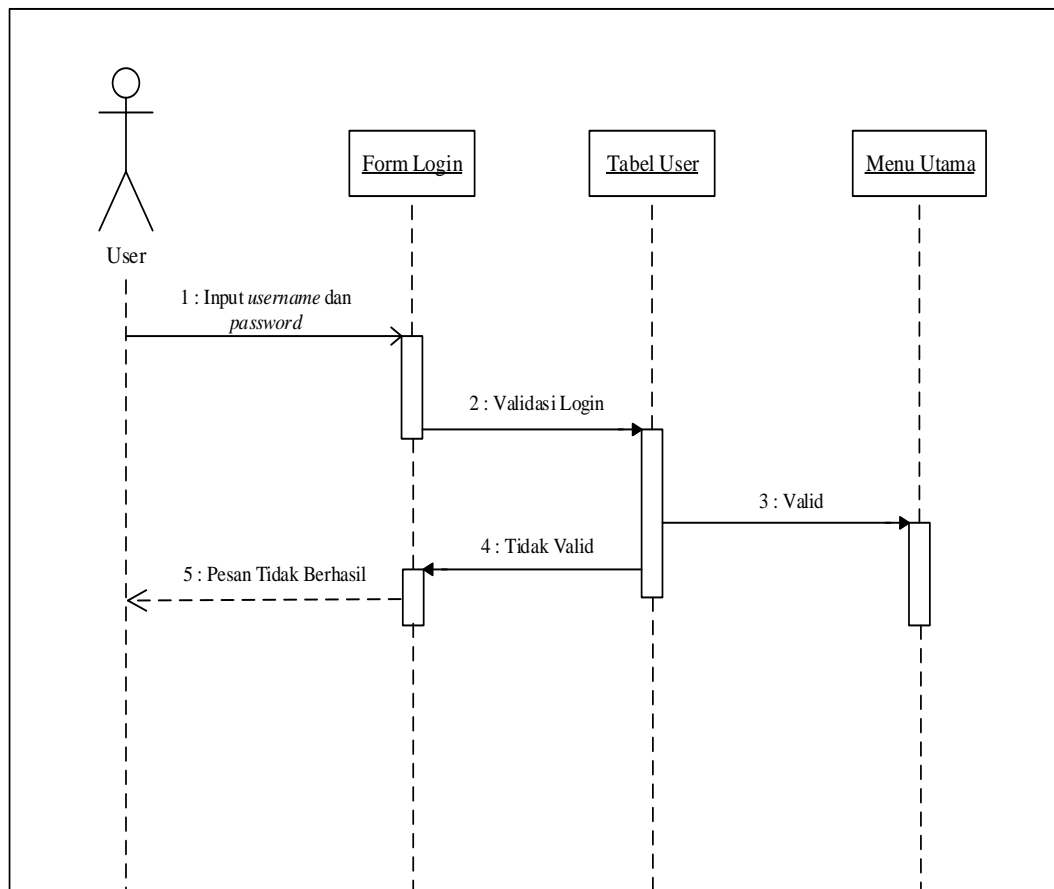 Form Login
Tabel User
Menu Utama
User
1 : Input username dan
password
2 : Validasi Login
3 : Valid
4 : Tidak Valid
5 : Pesan Tidak Berhasil